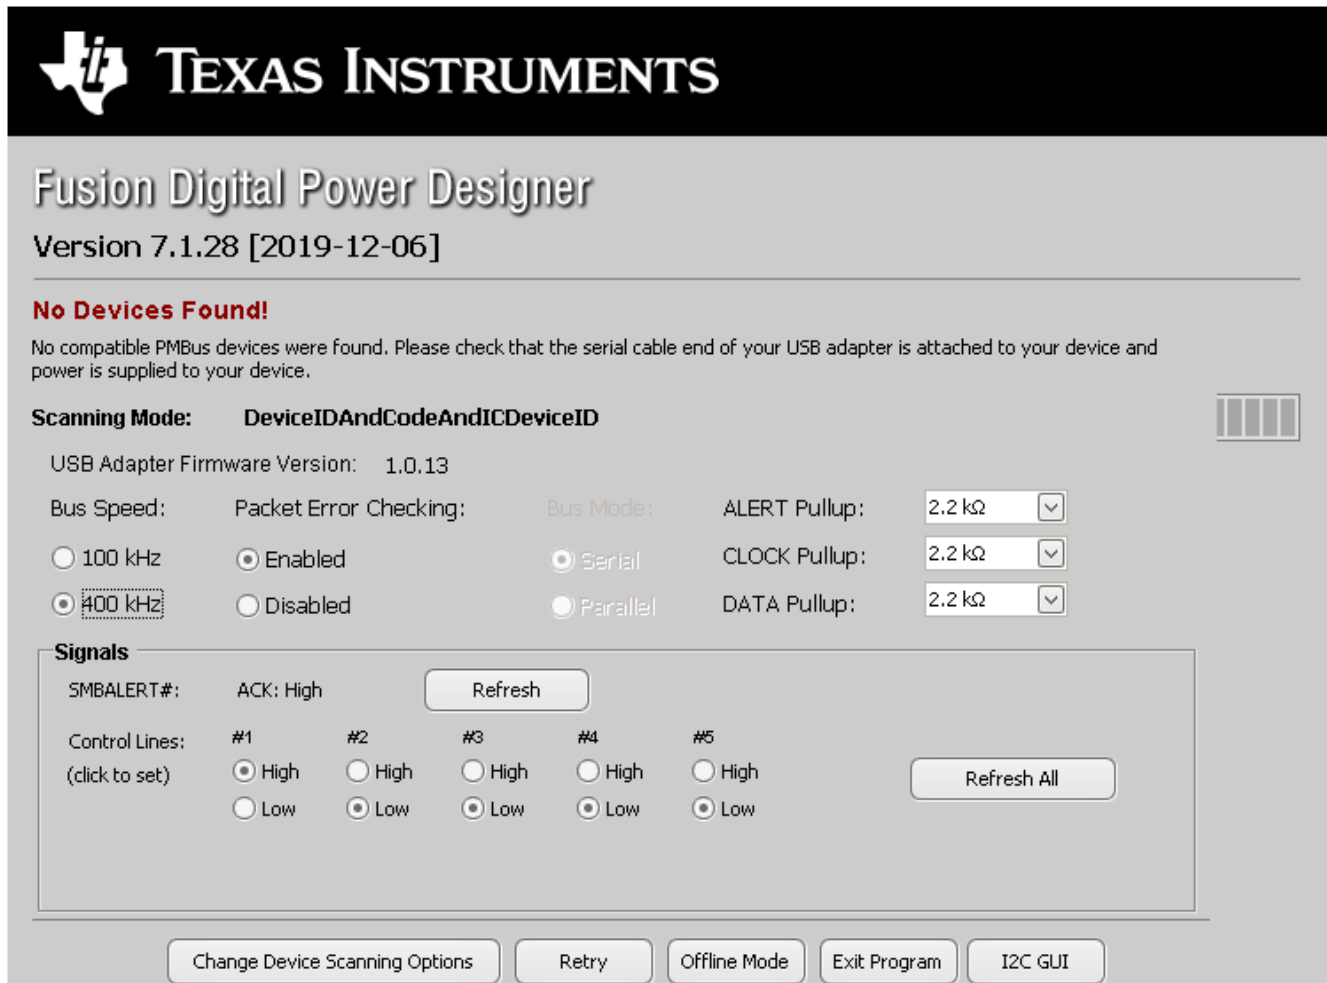 TEXAS INSTRUMENTS
Fusion Digital Power Designer
Version 7.1.28 [2019-12-06]
No Devices Found!
No compatible PMBus devices were found. Please check that the serial cable end of your USB adapter is attached to your device and
power is supplied to your device.
Scanning Mode: DeviceIDAndCodeAndICDeviceID
USB Adapter Firmware Version: 1.0.13
Bus Speed: Packet Error Checking: Bus Mode: ALERT Pullup: 2.2 kΩ
100 kHz Enabled Serial CLOCK Pullup: 2.2 kΩ
400 kHz Disabled Parallel DATA Pullup: 2.2 kΩ
Signals
SMBALERT#: ACK: High Refresh
Control Lines: #1 #2 #3 #4 #5
(click to set) High High High High High Refresh All
Low Low Low Low Low
Change Device Scanning Options Retry Offline Mode Exit Program I2C GUI